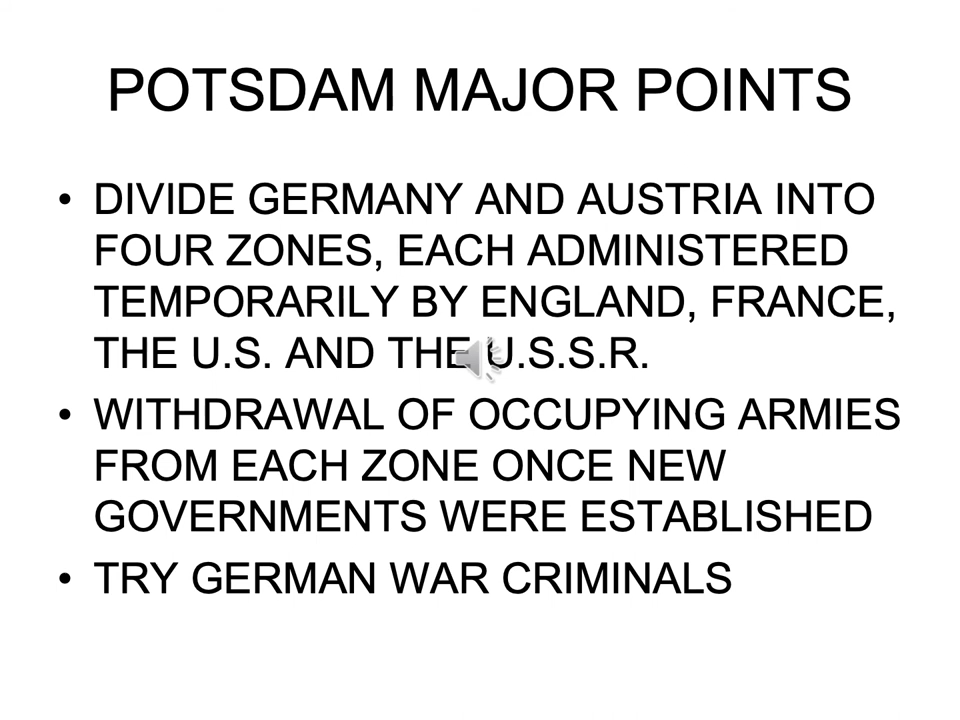 POTSDAM MAJOR POINTS
• DIVIDE GERMANY AND AUSTRIA INTO
FOUR ZONES, EACH ADMINISTERED
TEMPORARILY BY ENGLAND, FRANCE,
THE U.S. AND THE U.S.S.R.
• WITHDRAWAL OF OCCUPYING ARMIES
FROM EACH ZONE ONCE NEW
GOVERNMENTS WERE ESTABLISHED
• TRY GERMAN WAR CRIMINALS